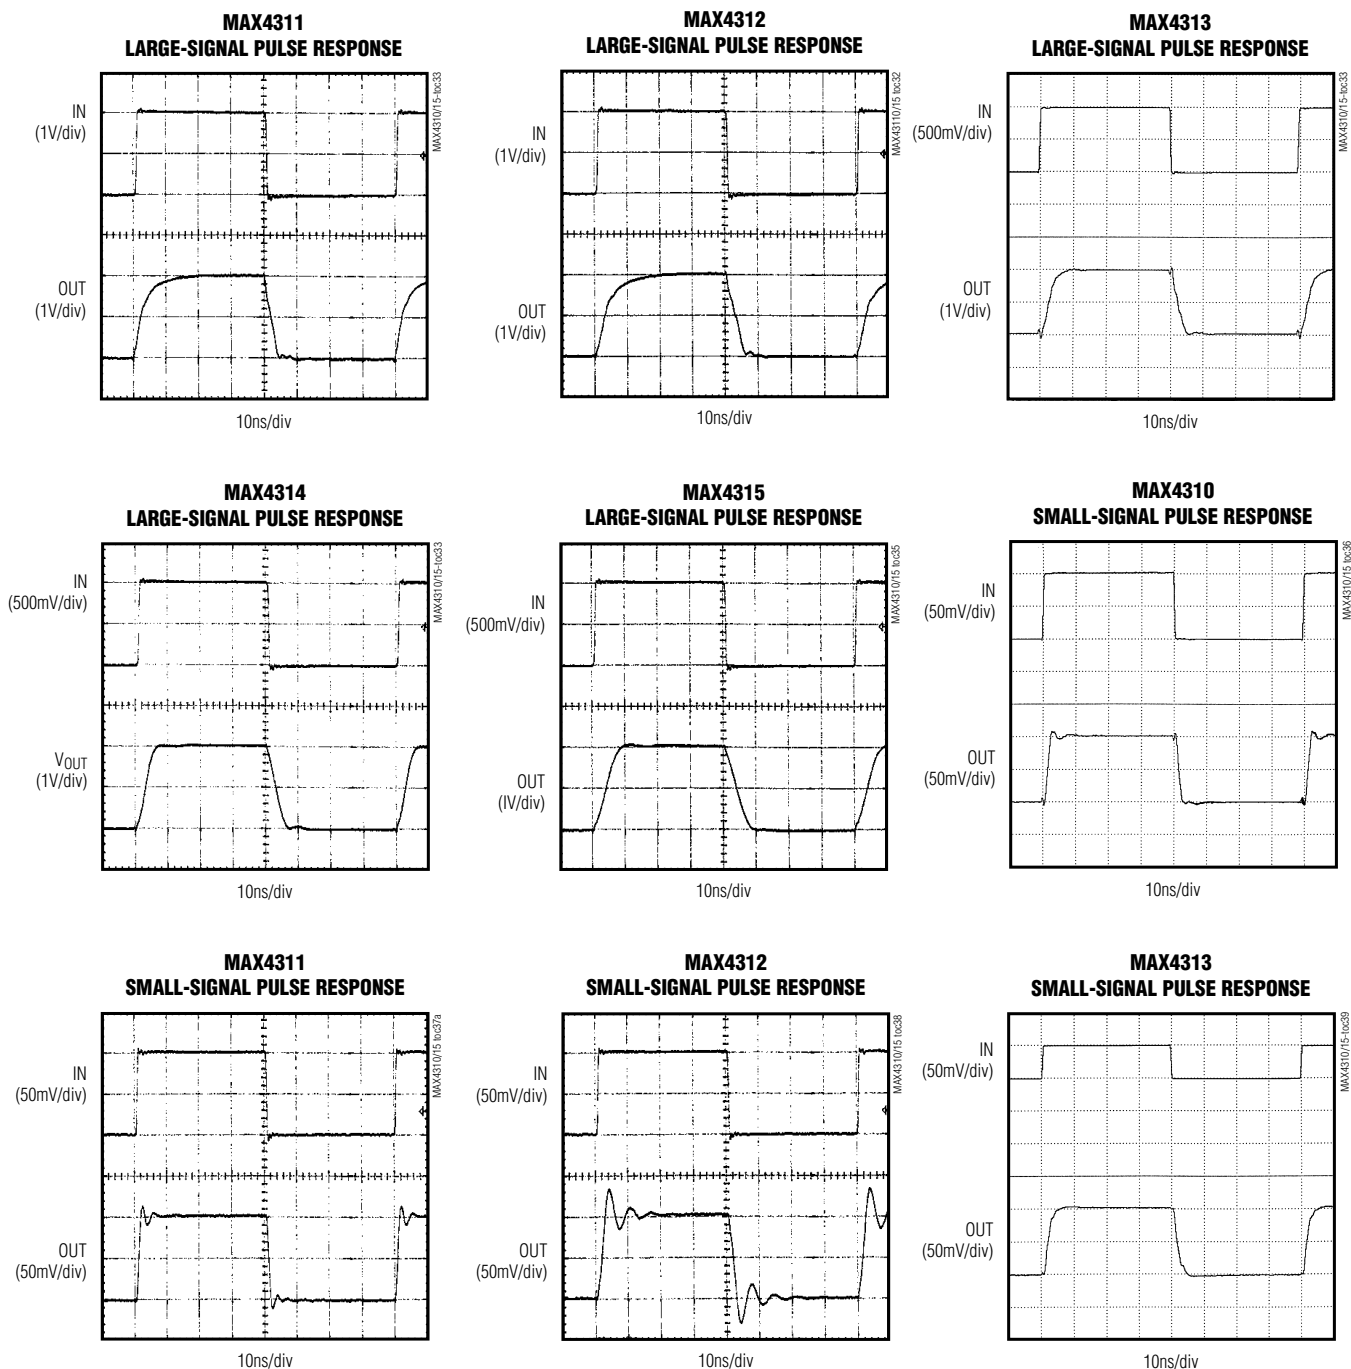 MAX4311
LARGE-SIGNAL PULSE RESPONSE
IN
(1V/div)
OUT
(1V/div)
10ns/div
MAX4310/15-toc33
MAX4312
LARGE-SIGNAL PULSE RESPONSE
IN
(1V/div)
OUT
(1V/div)
10ns/div
MAX43110/15 toc32
MAX4313
LARGE-SIGNAL PULSE RESPONSE
IN
(500mV/div)
OUT
(1V/div)
10ns/div
MAX4310/15-toc33
MAX4314
LARGE-SIGNAL PULSE RESPONSE
IN
(500mV/div)
VOUT
(1V/div)
10ns/div
MAX4310/15-toc33
MAX4315
LARGE-SIGNAL PULSE RESPONSE
IN
(500mV/div)
OUT
(IV/div)
10ns/div
MAX4310/15 toc35
MAX4310
SMALL-SIGNAL PULSE RESPONSE
IN
(50mV/div)
OUT
(50mV/div)
10ns/div
MAX4310/15 toc36
MAX4311
SMALL-SIGNAL PULSE RESPONSE
IN
(50mV/div)
OUT
(50mV/div)
10ns/div
MAX4310/15 toc37a
MAX4312
SMALL-SIGNAL PULSE RESPONSE
IN
(50mV/div)
OUT
(50mV/div)
10ns/div
MAX4310/15 toc38
MAX4313
SMALL-SIGNAL PULSE RESPONSE
IN
(50mV/div)
OUT
(50mV/div)
10ns/div
MAX4310/15-toc39